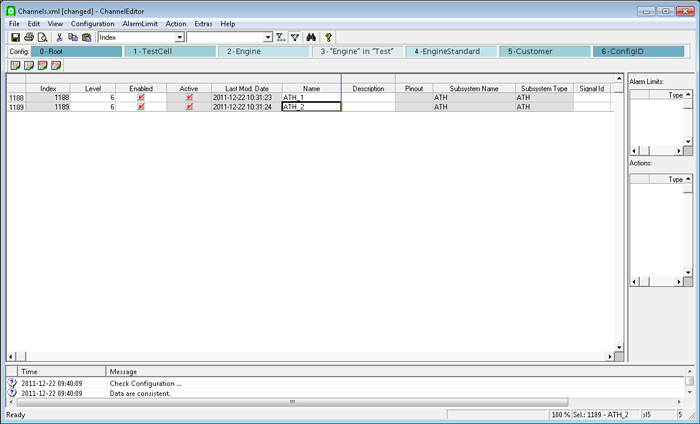 Channels.xml [changed] - ChannelEditor
File Edit View Configuration AlarmLimit Action Extras Help
Index
Config: 0 - Root 1 - TestCell 2 - Engine 3 - "Engine" in "Test" 4 - EngineStandard 5 - Customer 6 - ConfigID
Index Level Enabled Active Last Mod. Date Name Description Pinout Subsystem Name Subsystem Type Signal Id
1188 1188 6 2011-12-22 10:31:23 ATH_1 ATH ATH
1189 1189 6 2011-12-22 10:31:24 ATH_2 ATH ATH
Alarm Limits:
Type
Actions:
Type
Time Message
2011-12-22 09:40:09 Check Configuration ...
2011-12-22 09:40:09 Data are consistent.
Ready 100 % Sel.: 1189 - ATH_2 sl5 5